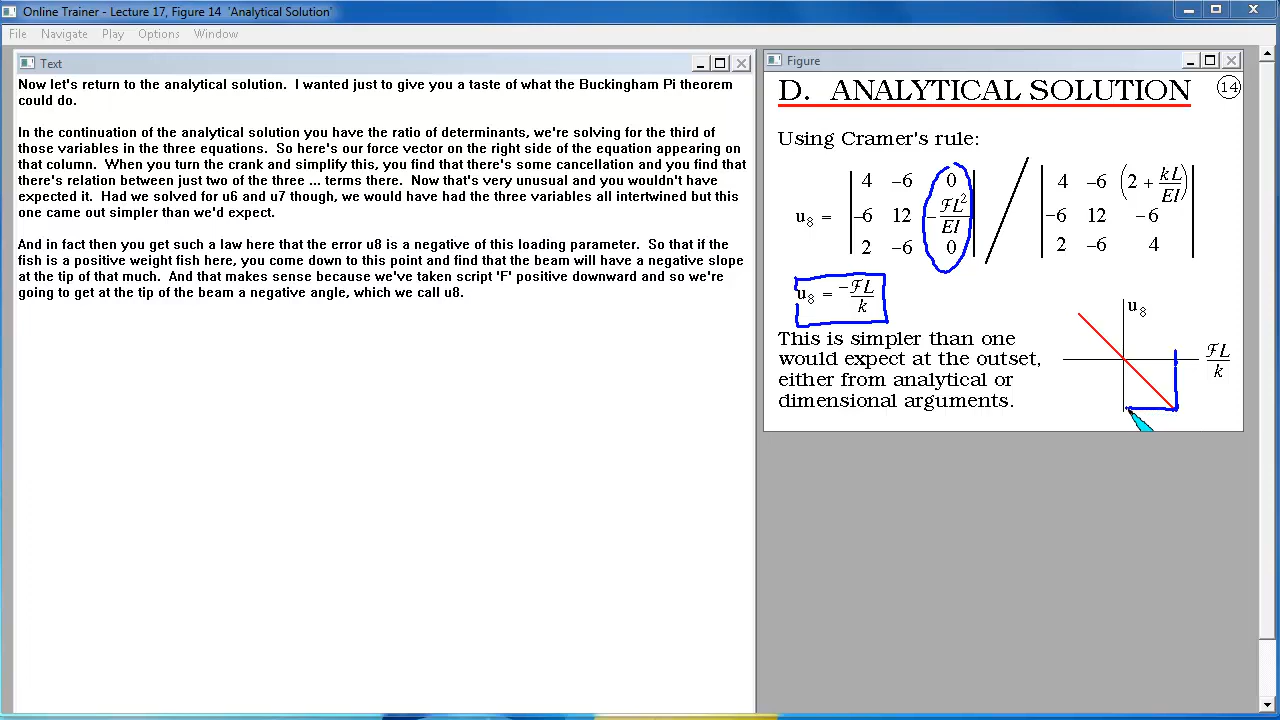 Online Trainer - Lecture 17, Figure 14 'Analytical Solution'
File Navigate Play Options Window
Text
Now let's return to the analytical solution. I wanted just to give you a taste of what the Buckingham Pi theorem
could do.
In the continuation of the analytical solution you have the ratio of determinants, we're solving for the third of
those variables in the three equations. So here's our force vector on the right side of the equation appearing on
that column. When you turn the crank and simplify this, you find that there's some cancellation and you find that
there's relation between just two of the three ... terms there. Now that's very unusual and you wouldn't have
expected it. Had we solved for u6 and u7 though, we would have had the three variables all intertwined but this
one came out simpler than we'd expect.
And in fact then you get such a law here that the error u8 is a negative of this loading parameter. So that if the
fish is a positive weight fish here, you come down to this point and find that the beam will have a negative slope
at the tip of that much. And that makes sense because we've taken script 'F' positive downward and so we're
going to get at the tip of the beam a negative angle, which we call u8.
Figure
D. ANALYTICAL SOLUTION 14
Using Cramer's rule:
4 -6 0 4 -6 (2 + kL/EI)
u8 = -6 12 -ℱL²/EI / -6 12 -6
2 -6 0 2 -6 4
u8 = -ℱL/k
This is simpler than one
would expect at the outset,
either from analytical or
dimensional arguments.
u8
ℱL/k